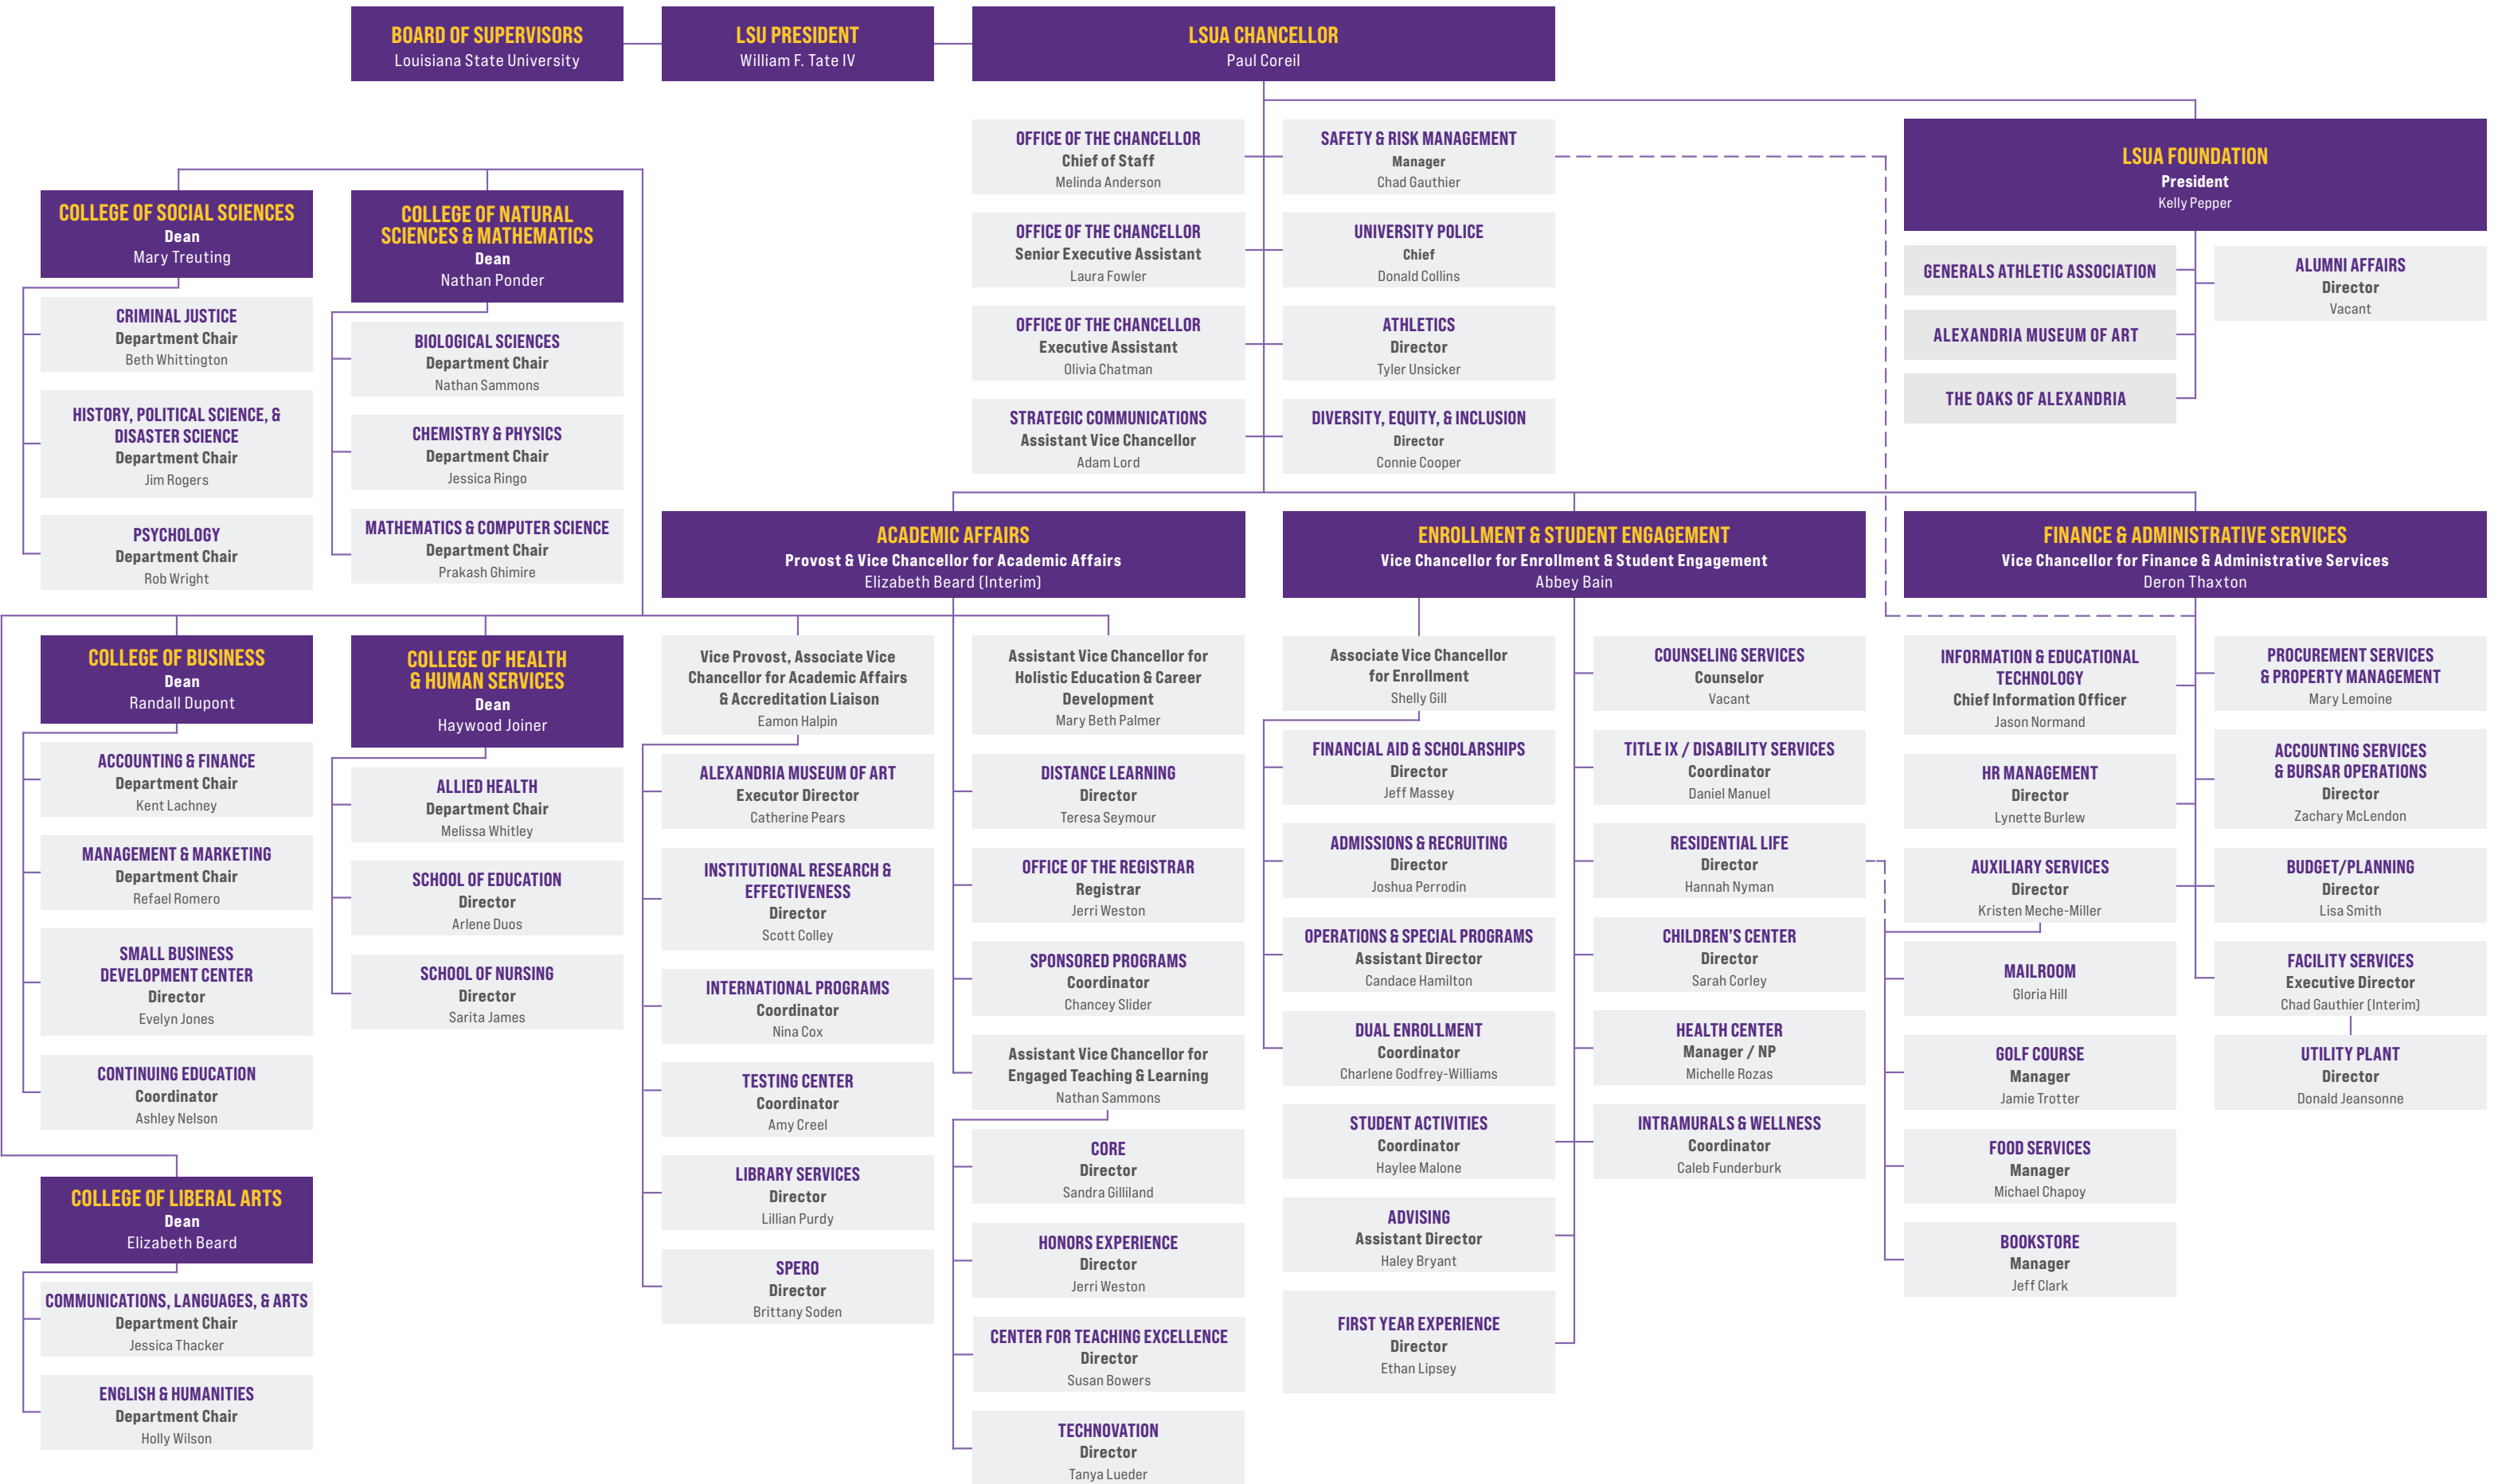 BOARD OF SUPERVISORS
Louisiana State University
LSU PRESIDENT
William F. Tate IV
LSUA CHANCELLOR
Paul Coreil
OFFICE OF THE CHANCELLOR
Chief of Staff
Melinda Anderson
SAFETY & RISK MANAGEMENT
Manager
Chad Gauthier
OFFICE OF THE CHANCELLOR
Senior Executive Assistant
Laura Fowler
UNIVERSITY POLICE
Chief
Donald Collins
OFFICE OF THE CHANCELLOR
Executive Assistant
Olivia Chatman
ATHLETICS
Director
Tyler Unsicker
STRATEGIC COMMUNICATIONS
Assistant Vice Chancellor
Adam Lord
DIVERSITY, EQUITY, & INCLUSION
Director
Connie Cooper
LSUA FOUNDATION
President
Kelly Pepper
GENERALS ATHLETIC ASSOCIATION
ALEXANDRIA MUSEUM OF ART
THE OAKS OF ALEXANDRIA
ALUMNI AFFAIRS
Director
Vacant
COLLEGE OF SOCIAL SCIENCES
Dean
Mary Treuting
CRIMINAL JUSTICE
Department Chair
Beth Whittington
HISTORY, POLITICAL SCIENCE, &
DISASTER SCIENCE
Department Chair
Jim Rogers
PSYCHOLOGY
Department Chair
Rob Wright
COLLEGE OF NATURAL
SCIENCES & MATHEMATICS
Dean
Nathan Ponder
BIOLOGICAL SCIENCES
Department Chair
Nathan Sammons
CHEMISTRY & PHYSICS
Department Chair
Jessica Ringo
MATHEMATICS & COMPUTER SCIENCE
Department Chair
Prakash Ghimire
ACADEMIC AFFAIRS
Provost & Vice Chancellor for Academic Affairs
Elizabeth Beard (Interim)
ENROLLMENT & STUDENT ENGAGEMENT
Vice Chancellor for Enrollment & Student Engagement
Abbey Bain
FINANCE & ADMINISTRATIVE SERVICES
Vice Chancellor for Finance & Administrative Services
Deron Thaxton
COLLEGE OF BUSINESS
Dean
Randall Dupont
ACCOUNTING & FINANCE
Department Chair
Kent Lachney
MANAGEMENT & MARKETING
Department Chair
Refael Romero
SMALL BUSINESS
DEVELOPMENT CENTER
Director
Evelyn Jones
CONTINUING EDUCATION
Coordinator
Ashley Nelson
COLLEGE OF LIBERAL ARTS
Dean
Elizabeth Beard
COMMUNICATIONS, LANGUAGES, & ARTS
Department Chair
Jessica Thacker
ENGLISH & HUMANITIES
Department Chair
Holly Wilson
COLLEGE OF HEALTH
& HUMAN SERVICES
Dean
Haywood Joiner
ALLIED HEALTH
Department Chair
Melissa Whitley
SCHOOL OF EDUCATION
Director
Arlene Duos
SCHOOL OF NURSING
Director
Sarita James
Vice Provost, Associate Vice
Chancellor for Academic Affairs
& Accreditation Liaison
Eamon Halpin
ALEXANDRIA MUSEUM OF ART
Executor Director
Catherine Pears
INSTITUTIONAL RESEARCH &
EFFECTIVENESS
Director
Scott Colley
INTERNATIONAL PROGRAMS
Coordinator
Nina Cox
TESTING CENTER
Coordinator
Amy Creel
LIBRARY SERVICES
Director
Lillian Purdy
SPERO
Director
Brittany Soden
Assistant Vice Chancellor for
Holistic Education & Career
Development
Mary Beth Palmer
DISTANCE LEARNING
Director
Teresa Seymour
OFFICE OF THE REGISTRAR
Registrar
Jerri Weston
SPONSORED PROGRAMS
Coordinator
Chancey Slider
Assistant Vice Chancellor for
Engaged Teaching & Learning
Nathan Sammons
CORE
Director
Sandra Gilliland
HONORS EXPERIENCE
Director
Jerri Weston
CENTER FOR TEACHING EXCELLENCE
Director
Susan Bowers
TECHNOVATION
Director
Tanya Lueder
Associate Vice Chancellor
for Enrollment
Shelly Gill
FINANCIAL AID & SCHOLARSHIPS
Director
Jeff Massey
ADMISSIONS & RECRUITING
Director
Joshua Perrodin
OPERATIONS & SPECIAL PROGRAMS
Assistant Director
Candace Hamilton
DUAL ENROLLMENT
Coordinator
Charlene Godfrey-Williams
STUDENT ACTIVITIES
Coordinator
Haylee Malone
ADVISING
Assistant Director
Haley Bryant
FIRST YEAR EXPERIENCE
Director
Ethan Lipsey
COUNSELING SERVICES
Counselor
Vacant
TITLE IX / DISABILITY SERVICES
Coordinator
Daniel Manuel
RESIDENTIAL LIFE
Director
Hannah Nyman
CHILDREN'S CENTER
Director
Sarah Corley
HEALTH CENTER
Manager / NP
Michelle Rozas
INTRAMURALS & WELLNESS
Coordinator
Caleb Funderburk
INFORMATION & EDUCATIONAL
TECHNOLOGY
Chief Information Officer
Jason Normand
HR MANAGEMENT
Director
Lynette Burlew
AUXILIARY SERVICES
Director
Kristen Meche-Miller
MAILROOM
Gloria Hill
GOLF COURSE
Manager
Jamie Trotter
FOOD SERVICES
Manager
Michael Chapoy
BOOKSTORE
Manager
Jeff Clark
PROCUREMENT SERVICES
& PROPERTY MANAGEMENT
Mary Lemoine
ACCOUNTING SERVICES
& BURSAR OPERATIONS
Director
Zachary McLendon
BUDGET/PLANNING
Director
Lisa Smith
FACILITY SERVICES
Executive Director
Chad Gauthier (Interim)
UTILITY PLANT
Director
Donald Jeansonne